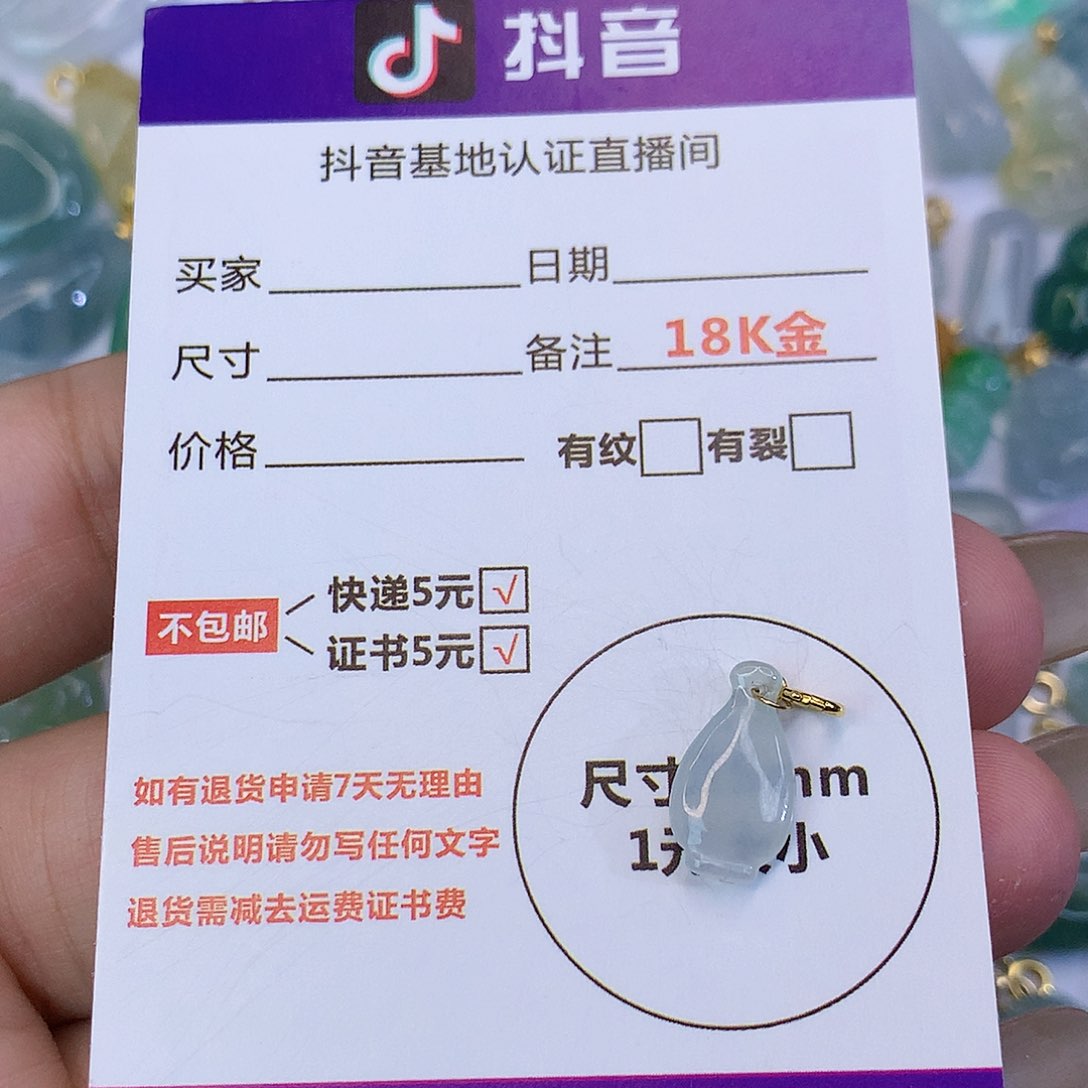 抖音
抖音基地认证直播间
买家 日期
尺寸 备注 18K金
价格 有纹 有裂
不包邮
快递5元 √
证书5元 √
如有退货申请7天无理由
售后说明请勿写任何文字
退货需减去运费证书费
尺寸 mm
1 小